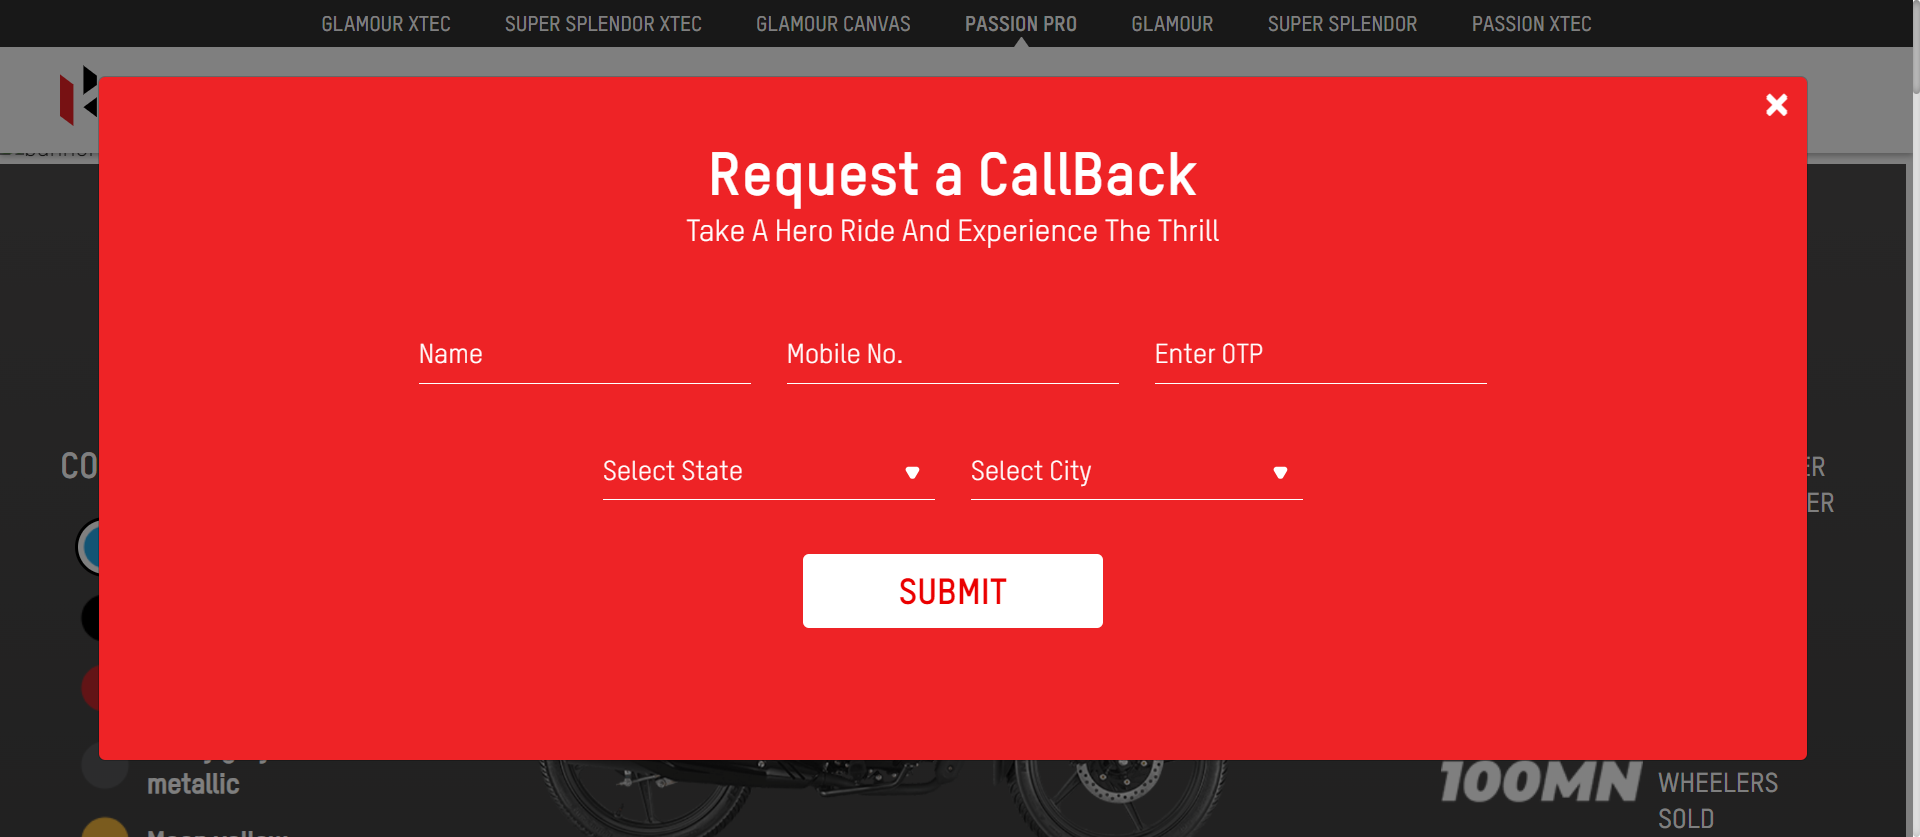 GLAMOUR XTEC SUPER SPLENDOR XTEC GLAMOUR CANVAS PASSION PRO GLAMOUR SUPER SPLENDOR PASSION XTEC
Request a CallBack
Take A Hero Ride And Experience The Thrill
Name Mobile No. Enter OTP
Select State Select City
SUBMIT
CO
ER
ER
metallic
100MN WHEELERS
SOLD